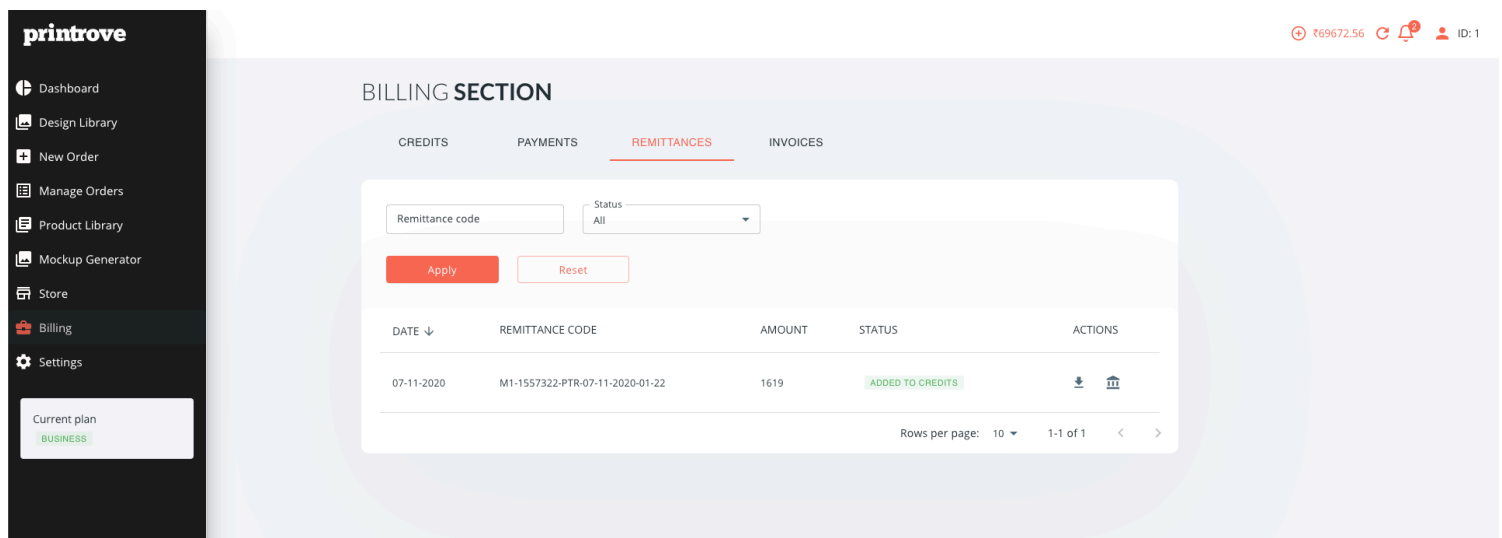 printrove
₹69672.56 2 ID: 1
Dashboard
Design Library
New Order
Manage Orders
Product Library
Mockup Generator
Store
Billing
Settings
Current plan
BUSINESS
BILLING SECTION
CREDITS PAYMENTS REMITTANCES INVOICES
Remittance code
Status
All
Apply Reset
DATE REMITTANCE CODE AMOUNT STATUS ACTIONS
07-11-2020 M1-1557322-PTR-07-11-2020-01-22 1619 ADDED TO CREDITS
Rows per page: 10 1-1 of 1